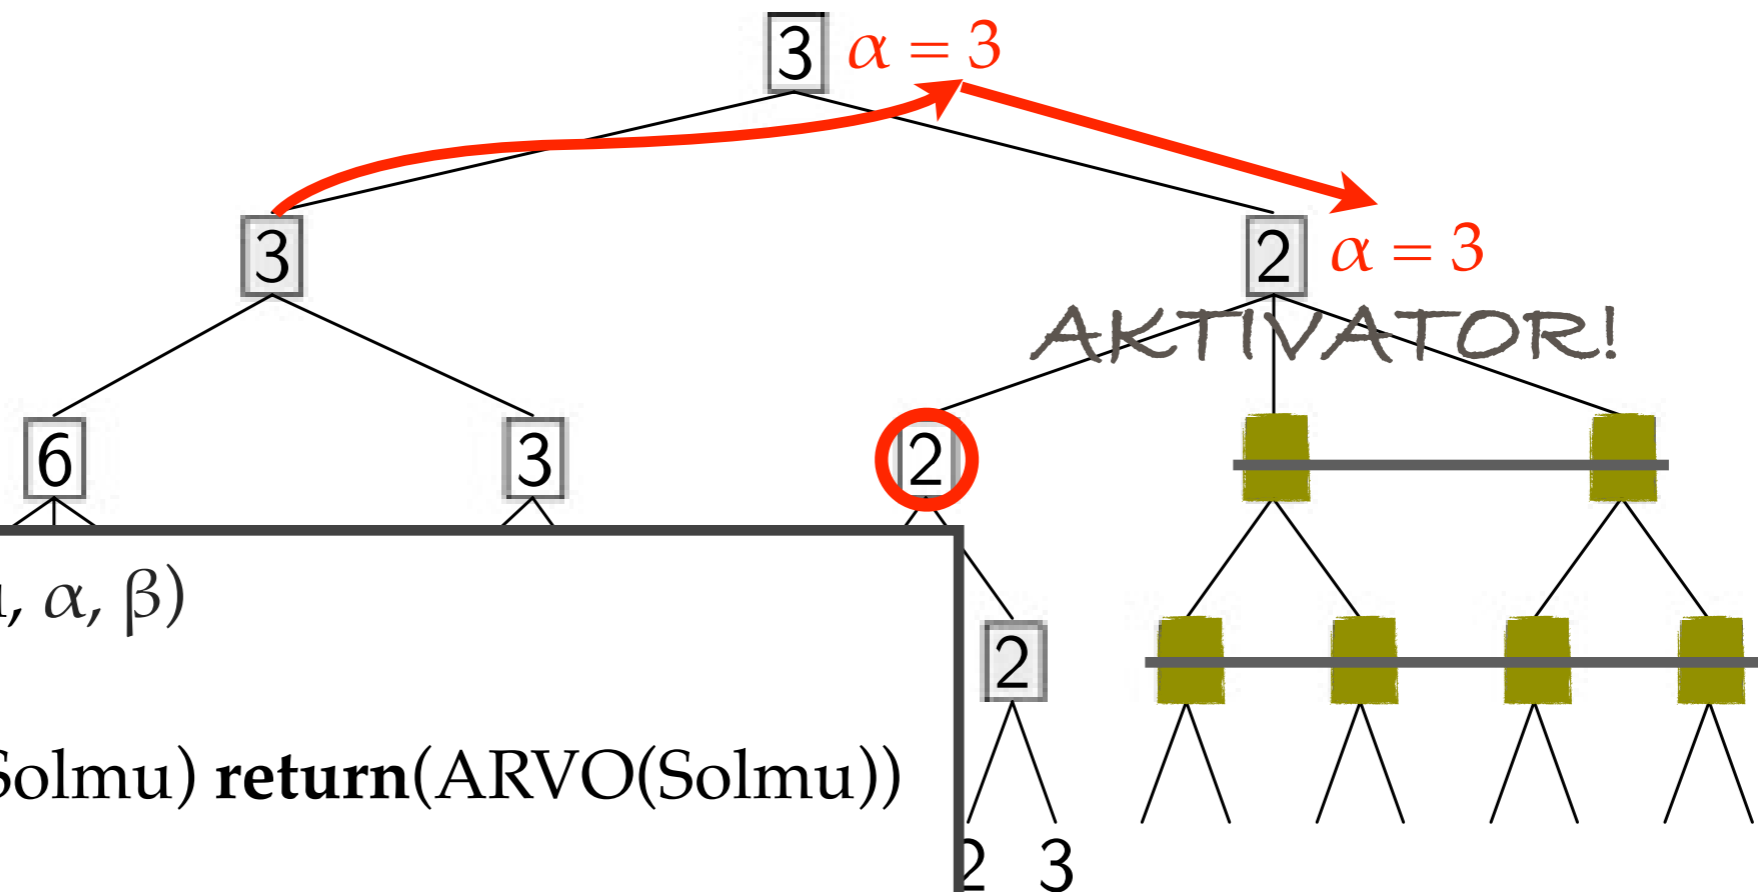 3 α = 3
3 2 α = 3
AKTIVATOR!
6 3 2
, α, β)
2
Solmu) return(ARVO(Solmu))
2 3